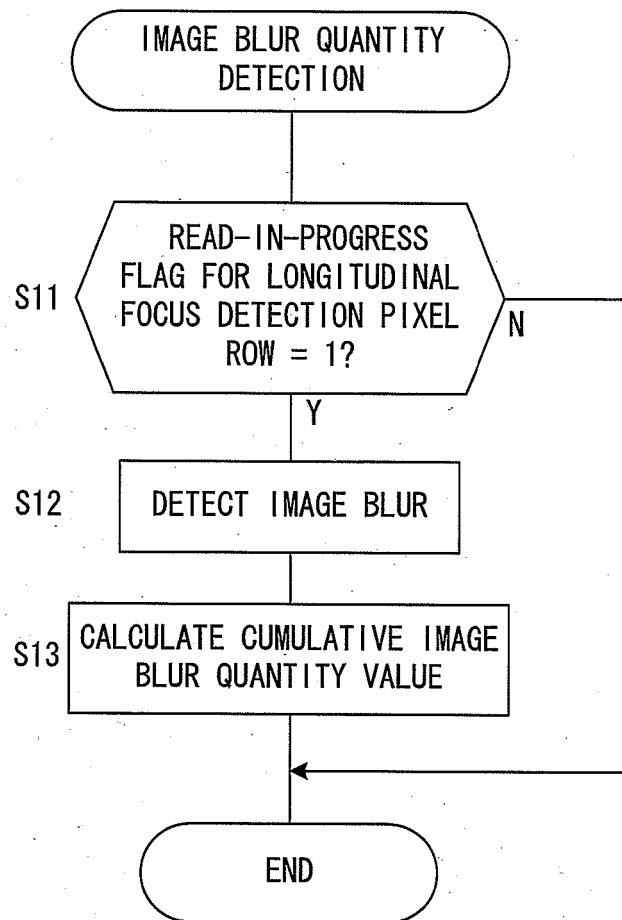 IMAGE BLUR QUANTITY
DETECTION
S11
READ-IN-PROGRESS
FLAG FOR LONGITUDINAL
FOCUS DETECTION PIXEL
ROW = 1?
N
Y
S12
DETECT IMAGE BLUR
S13
CALCULATE CUMULATIVE IMAGE
BLUR QUANTITY VALUE
END